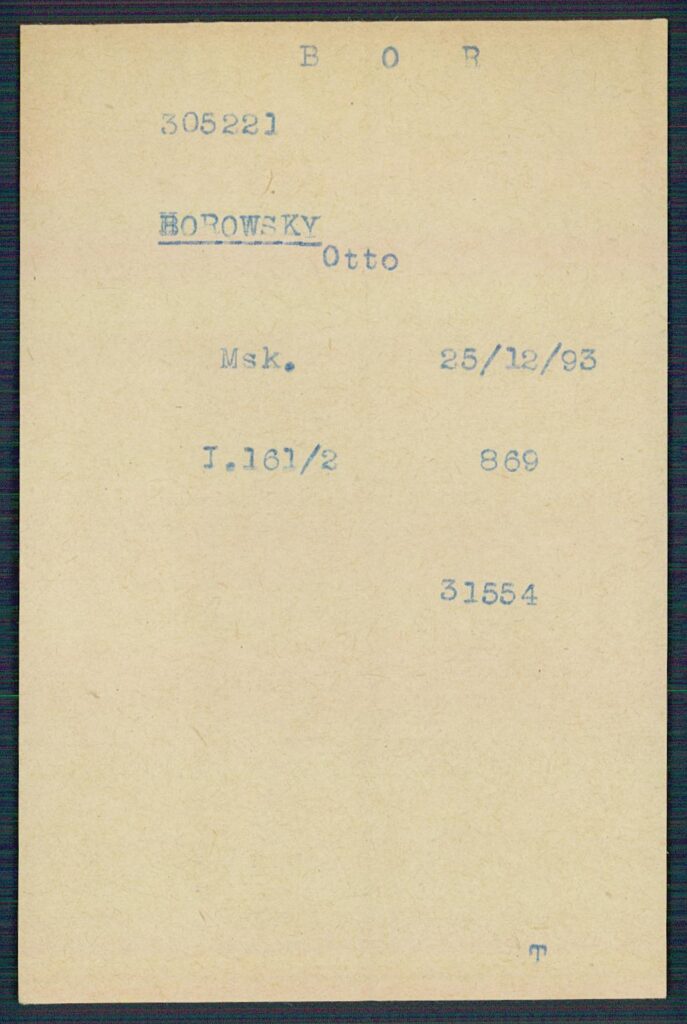 B O R
305221
BOROWSKY
Otto
Msk. 25/12/93
I.161/2 869
31554
T